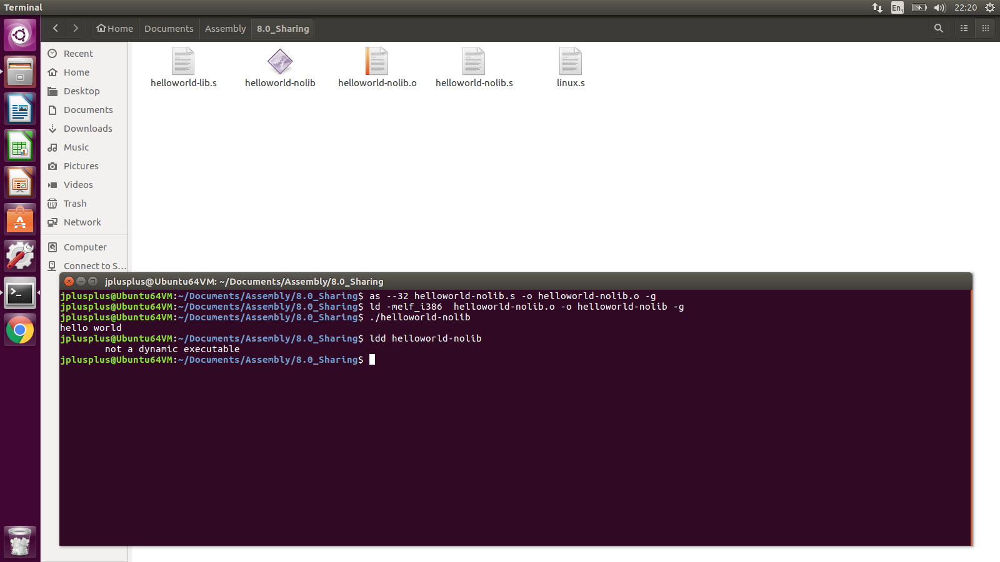 Terminal
En1
22:20
Home Documents Assembly 8.0_Sharing
Recent
Home
Desktop
Documents
Downloads
Music
Pictures
Videos
Trash
Network
Computer
Connect to S...
helloworld-lib.s
helloworld-nolib
helloworld-nolib.o
helloworld-nolib.s
linux.s
jplusplus@Ubuntu64VM: ~/Documents/Assembly/8.0_Sharing
jplusplus@Ubuntu64VM:~/Documents/Assembly/8.0_Sharing$ as --32 helloworld-nolib.s -o helloworld-nolib.o -g
jplusplus@Ubuntu64VM:~/Documents/Assembly/8.0_Sharing$ ld -melf_i386  helloworld-nolib.o -o helloworld-nolib -g
jplusplus@Ubuntu64VM:~/Documents/Assembly/8.0_Sharing$ ./helloworld-nolib
hello world
jplusplus@Ubuntu64VM:~/Documents/Assembly/8.0_Sharing$ ldd helloworld-nolib
not a dynamic executable
jplusplus@Ubuntu64VM:~/Documents/Assembly/8.0_Sharing$